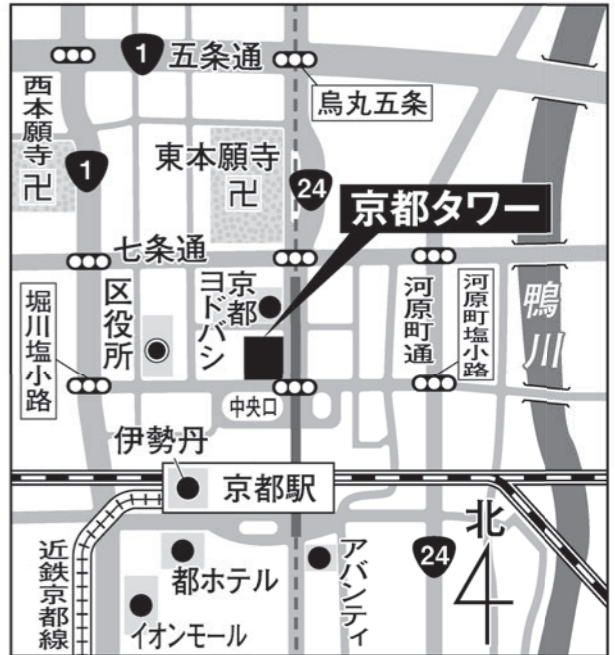 1
五条通
烏丸五条
西本願寺
卍
1
東本願寺
卍
24
京都タワー
七条通
堀川塩小路
区役所
京都
ヨドバシ
河原町通
河原町塩小路
鴨川
中央口
伊勢丹
京都駅
北
近鉄京都線
都ホテル
アバンティ
24
イオンモール